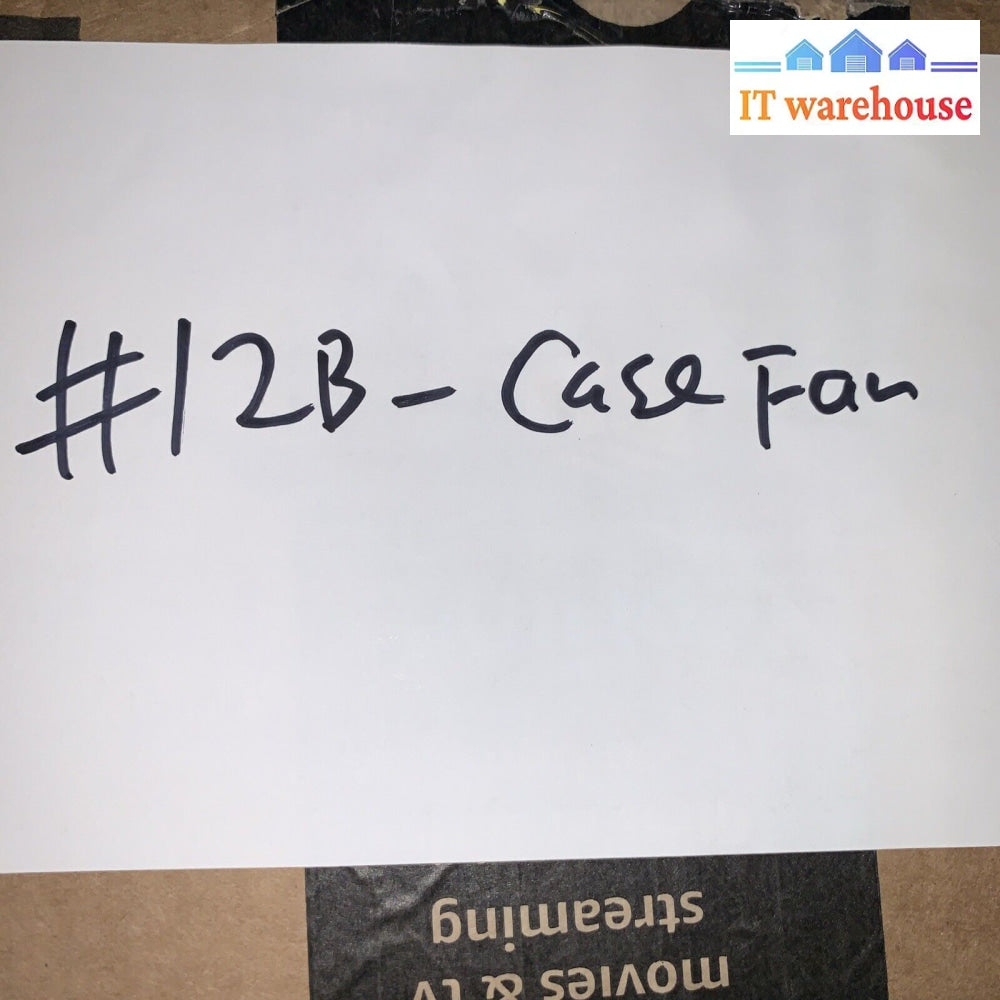 IT warehouse
#12B - Case Fan
movies & tv
streaming